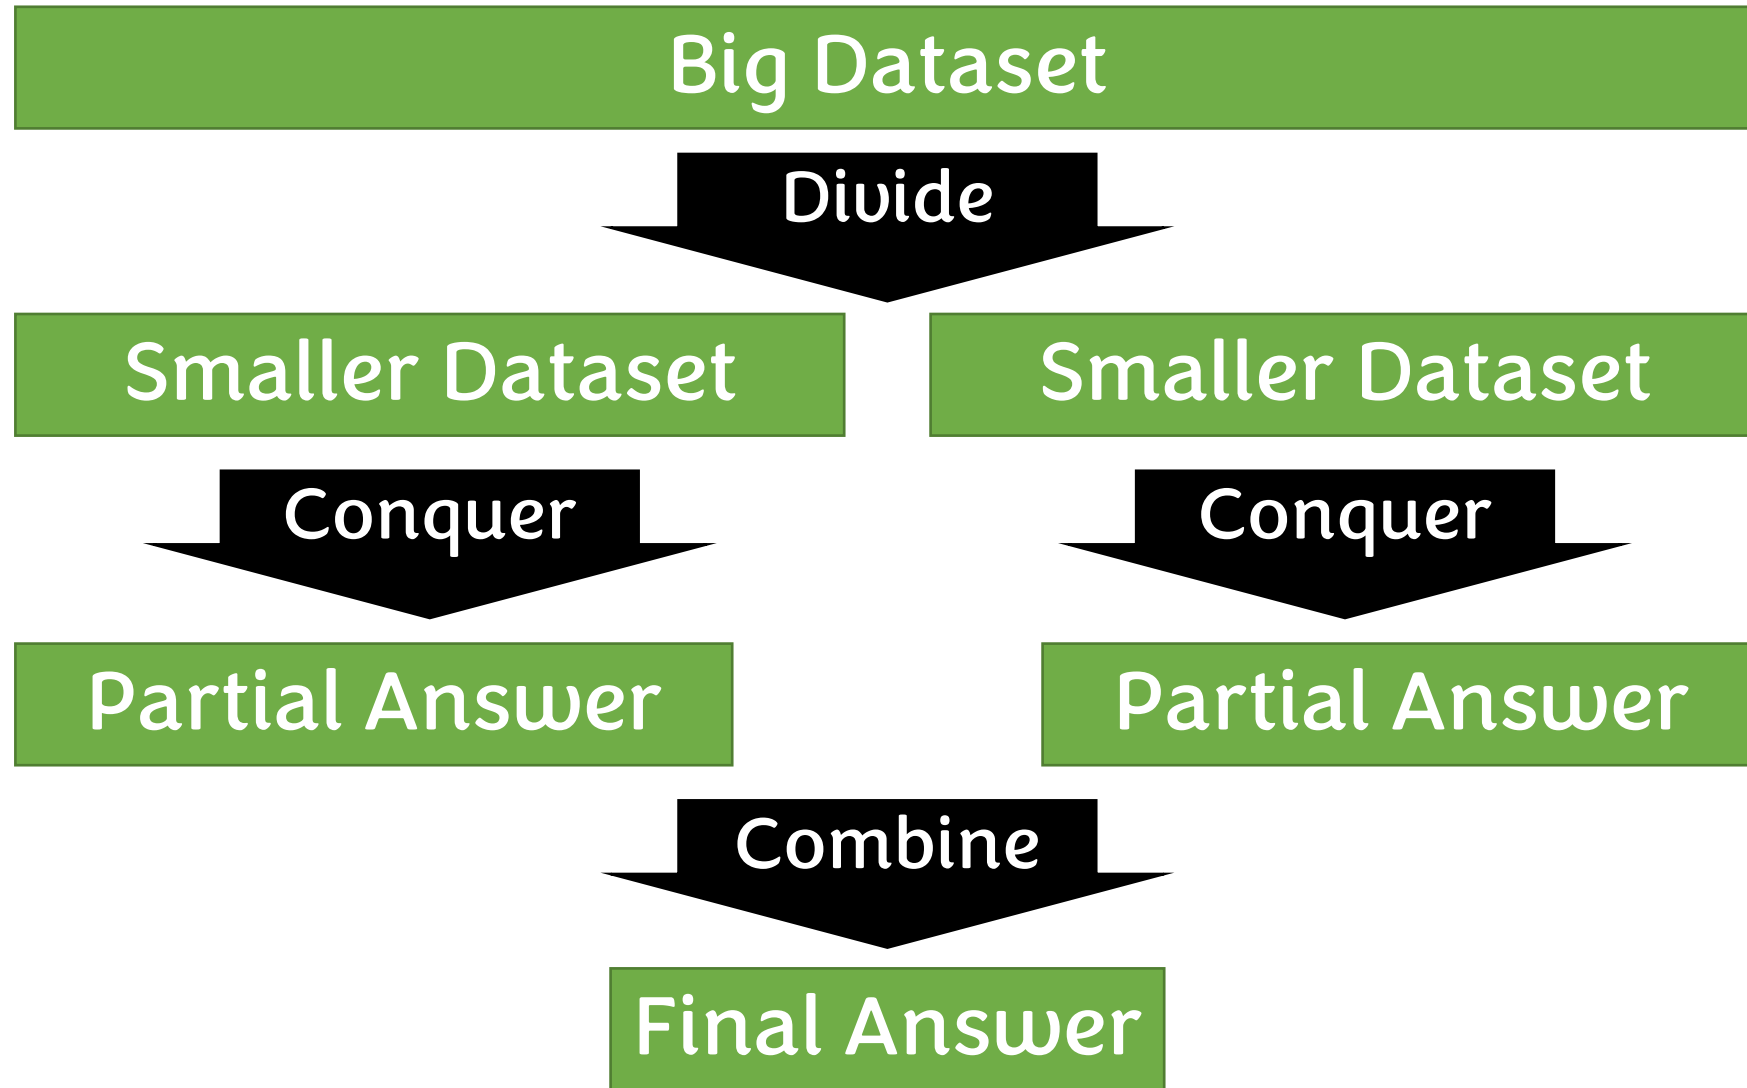 Big Dataset
Divide
Smaller Dataset
Smaller Dataset
Conquer
Conquer
Partial Answer
Partial Answer
Combine
Final Answer